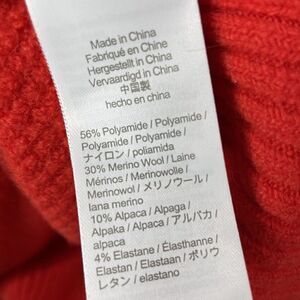 Made in China
Fabriqué en Chine
Hergestellt in China
Vervaardigd in China
中国製
hecho en china
56% Polyamide / Polyamide /
Polyamide / Polyamide /
ナイロン / poliamida
30% Merino Wool / Laine
Mérinos / Merinowolle /
Merinowol / メリノウール /
lana merino
10% Alpaca / Alpaga /
Alpaka / Alpaca / アルパカ /
alpaca
4% Elastane / Élasthanne /
Elastan / Elastaan / ポリウ
レタン / elastano